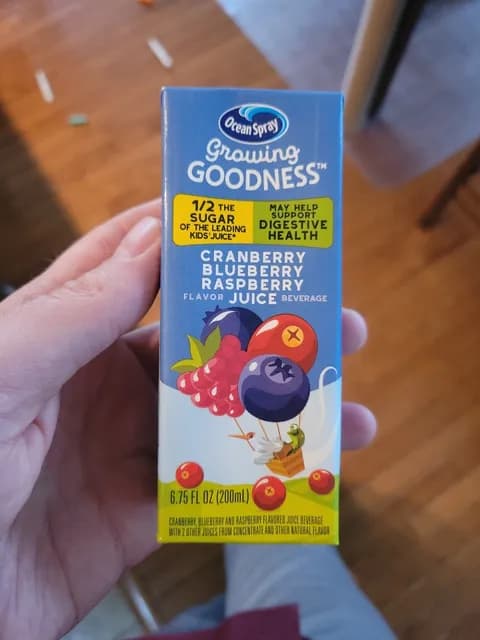 Ocean Spray
Growing
GOODNESS™
1/2 THE
SUGAR
OF THE LEADING
KIDS' JUICE*
MAY HELP
SUPPORT
DIGESTIVE
HEALTH
CRANBERRY
BLUEBERRY
RASPBERRY
FLAVOR JUICE BEVERAGE
6.75 FL OZ (200mL)
CRANBERRY, BLUEBERRY AND RASPBERRY FLAVORED JUICE BEVERAGE
WITH 2 OTHER JUICES FROM CONCENTRATE AND OTHER NATURAL FLAVOR